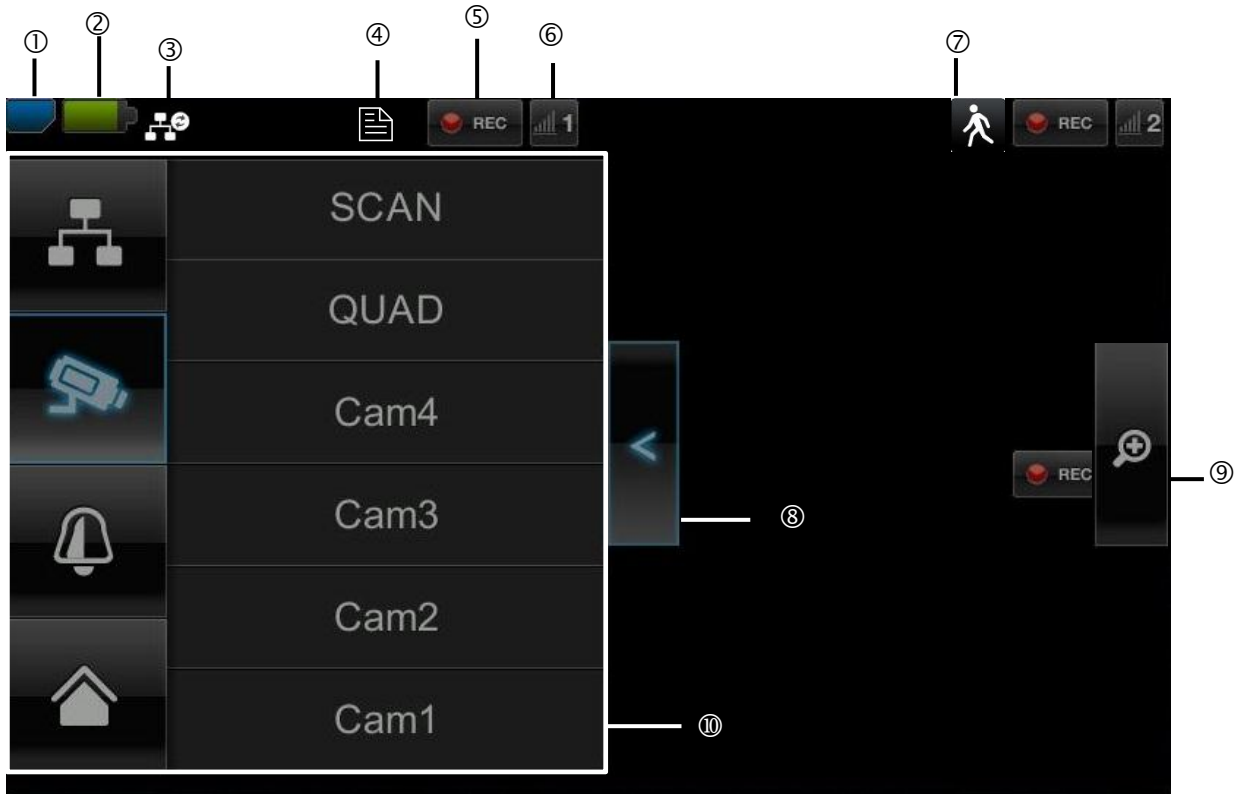 ① ② ③ ④ ⑤ ⑥ ⑦
REC 1 REC 2
SCAN
QUAD
Cam4
<
REC ⑨
Cam3 ⑧
Cam2
Cam1 ⑩